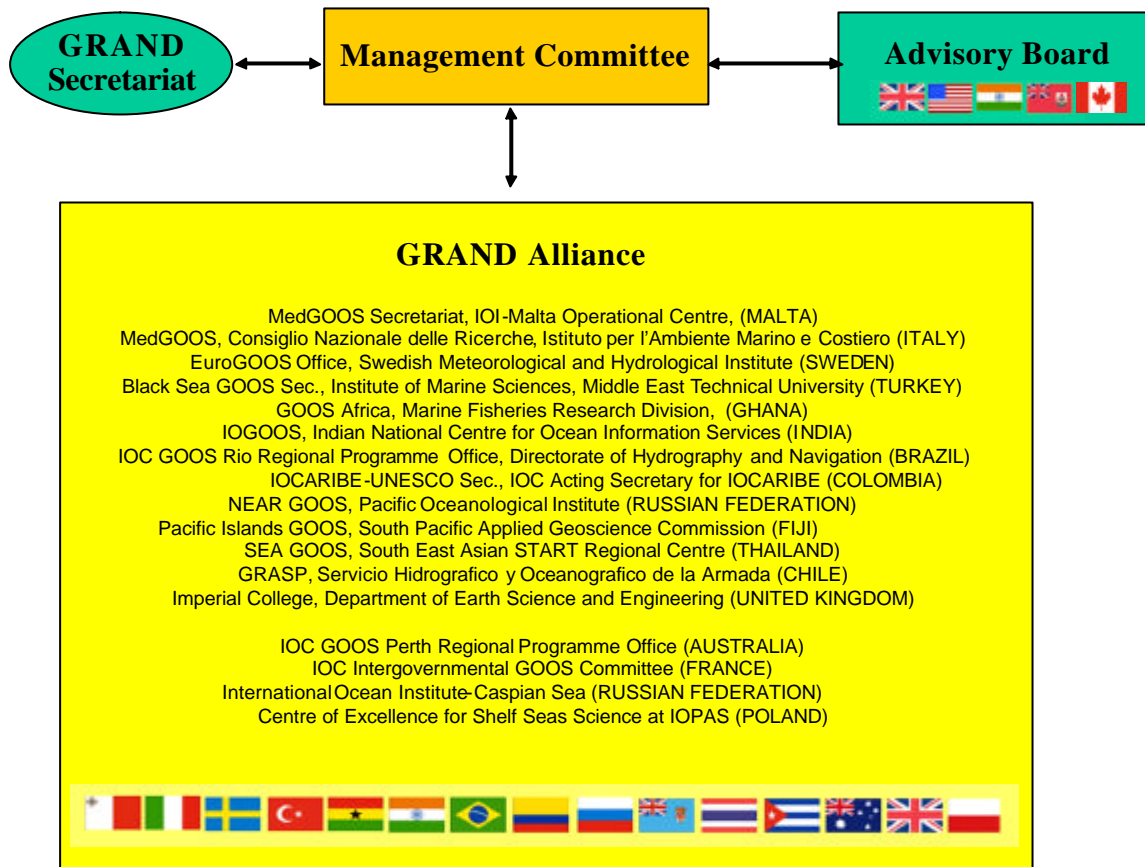 GRAND
Secretariat
Management Committee
Advisory Board
GRAND Alliance
MedGOOS Secretariat, IOI-Malta Operational Centre, (MALTA)
MedGOOS, Consiglio Nazionale delle Ricerche, Istituto per l'Ambiente Marino e Costiero (ITALY)
EuroGOOS Office, Swedish Meteorological and Hydrological Institute (SWEDEN)
Black Sea GOOS Sec., Institute of Marine Sciences, Middle East Technical University (TURKEY)
GOOS Africa, Marine Fisheries Research Division, (GHANA)
IOGOOS, Indian National Centre for Ocean Information Services (INDIA)
IOC GOOS Rio Regional Programme Office, Directorate of Hydrography and Navigation (BRAZIL)
IOCARIBE-UNESCO Sec., IOC Acting Secretary for IOCARIBE (COLOMBIA)
NEAR GOOS, Pacific Oceanological Institute (RUSSIAN FEDERATION)
Pacific Islands GOOS, South Pacific Applied Geoscience Commission (FIJI)
SEA GOOS, South East Asian START Regional Centre (THAILAND)
GRASP, Servicio Hidrografico y Oceanografico de la Armada (CHILE)
Imperial College, Department of Earth Science and Engineering (UNITED KINGDOM)
IOC GOOS Perth Regional Programme Office (AUSTRALIA)
IOC Intergovernmental GOOS Committee (FRANCE)
International Ocean Institute-Caspian Sea (RUSSIAN FEDERATION)
Centre of Excellence for Shelf Seas Science at IOPAS (POLAND)